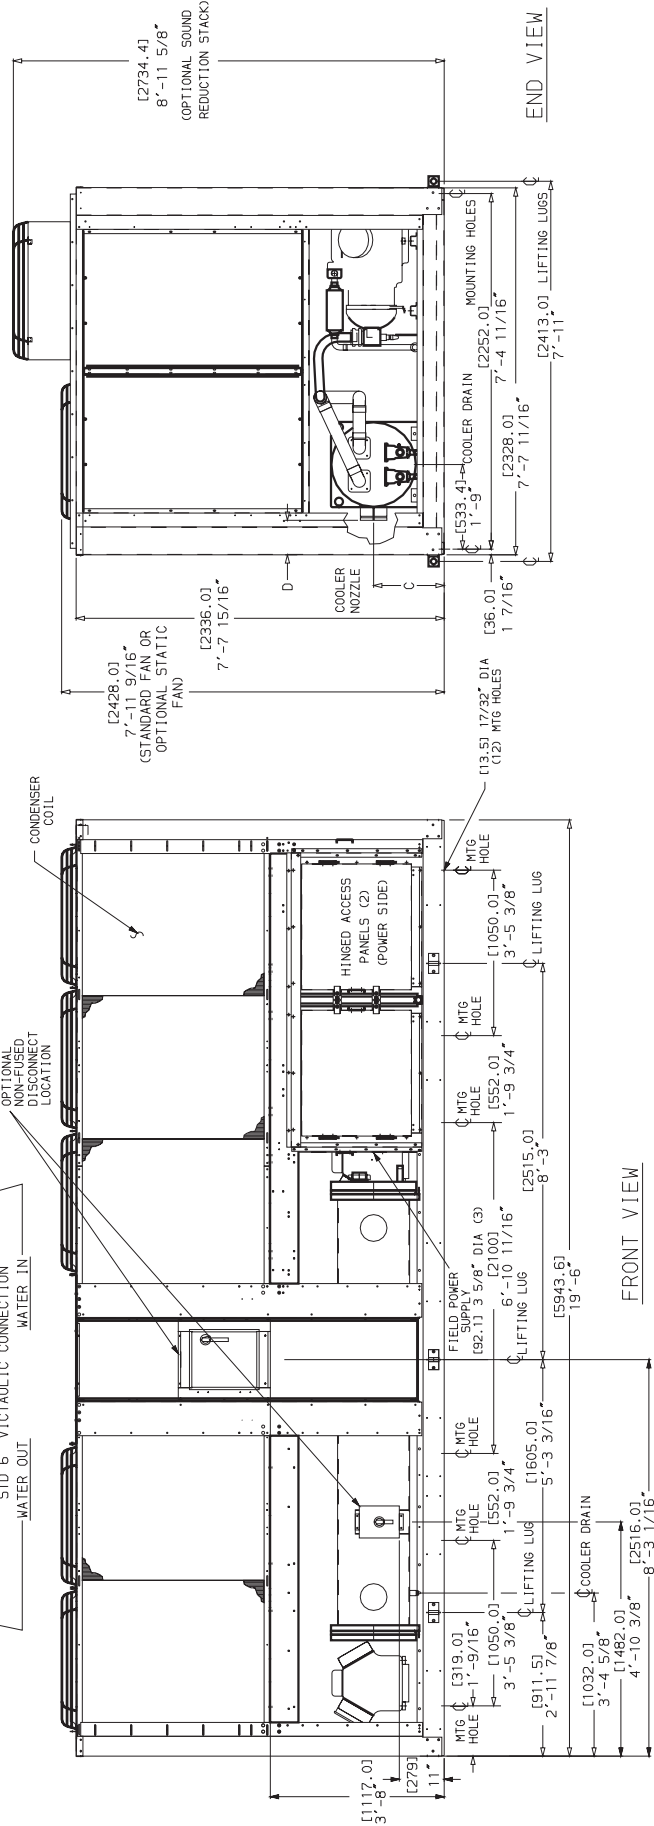 STD 6" VICTAULIC CONNECTION
WATER OUT
WATER IN
OPTIONAL
NON-FUSED
DISCONNECT
LOCATION
CONDENSER
COIL
HINGED ACCESS
PANELS (2)
(POWER SIDE)
[1117.0]
3'-8"
[279]
11"
MTG
HOLE
[319.0]
1'-9/16"
[1050.0]
3'-5 3/8"
MTG
HOLE
[552.0]
1'-9 3/4"
MTG
HOLE
FIELD POWER
SUPPLY
[92.1] 3 5/8" DIA (3)
[2100]
6'-10 11/16"
MTG
HOLE
[552.0]
1'-9 3/4"
MTG
HOLE
[1050.0]
3'-5 3/8"
MTG
HOLE
[13.5] 17/32" DIA
(12) MTG HOLES
[911.5]
2'-11 7/8"
LIFTING LUG
[1605.0]
5'-3 3/16"
LIFTING LUG
[2515.0]
8'-3"
LIFTING LUG
[1032.0]
3'-4 5/8"
COOLER DRAIN
[1482.0]
4'-10 3/8"
[2516.0]
8'-3 1/16"
[5943.6]
19'-6"
FRONT VIEW
[2428.0]
7'-11 9/16"
(STANDARD FAN OR
OPTIONAL STATIC
FAN)
[2336.0]
7'-7 15/16"
D
COOLER
NOZZLE
C
[36.0]
1 7/16"
[533.4]
1'-9"
COOLER DRAIN
MOUNTING HOLES
[2252.0]
7'-4 11/16"
[2328.0]
7'-7 11/16"
[2413.0] LIFTING LUGS
7'-11"
[2734.4]
8'-11 5/8"
(OPTIONAL SOUND
REDUCTION STACK)
END VIEW